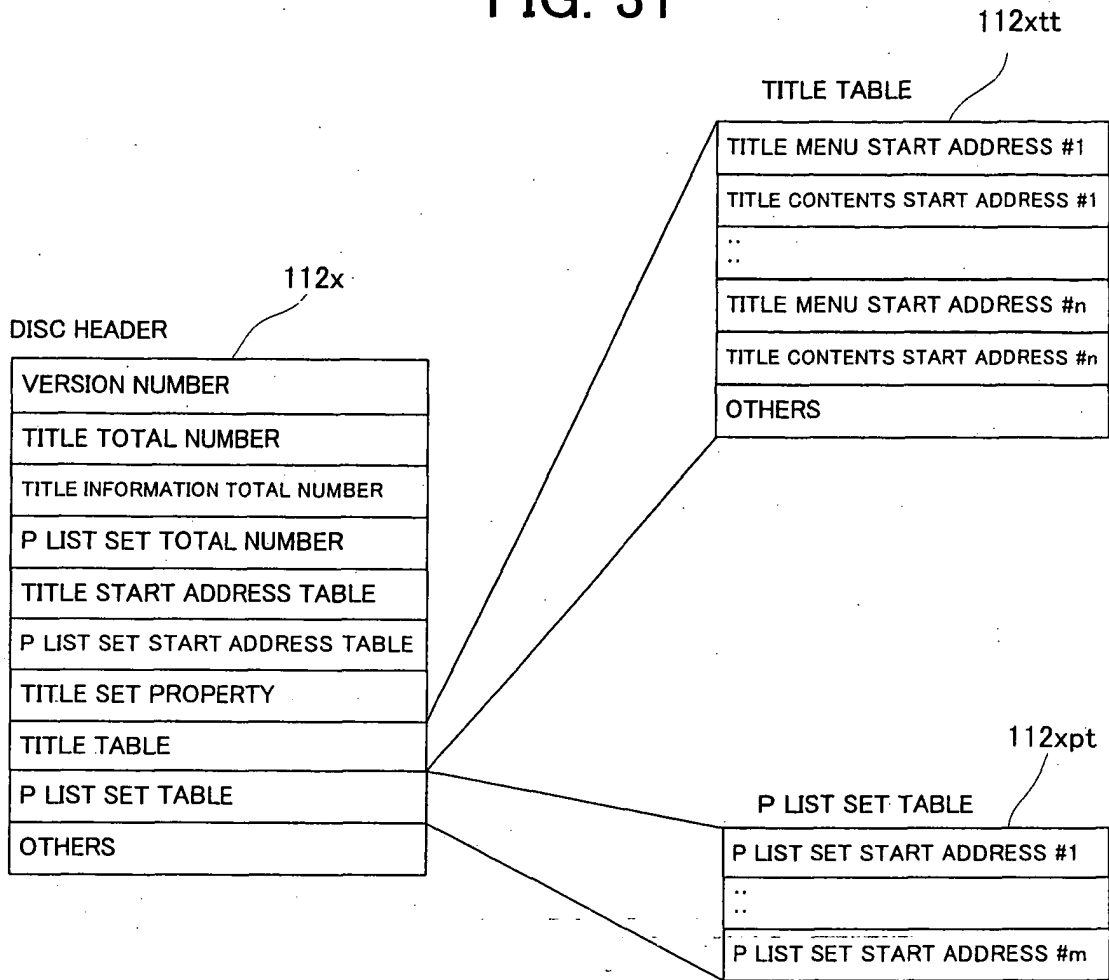 FIG. 31
112xtt
TITLE TABLE
TITLE MENU START ADDRESS #1
TITLE CONTENTS START ADDRESS #1
::
TITLE MENU START ADDRESS #n
TITLE CONTENTS START ADDRESS #n
OTHERS
112x
DISC HEADER
VERSION NUMBER
TITLE TOTAL NUMBER
TITLE INFORMATION TOTAL NUMBER
P LIST SET TOTAL NUMBER
TITLE START ADDRESS TABLE
P LIST SET START ADDRESS TABLE
TITLE SET PROPERTY
TITLE TABLE
P LIST SET TABLE
OTHERS
112xpt
P LIST SET TABLE
P LIST SET START ADDRESS #1
::
P LIST SET START ADDRESS #m